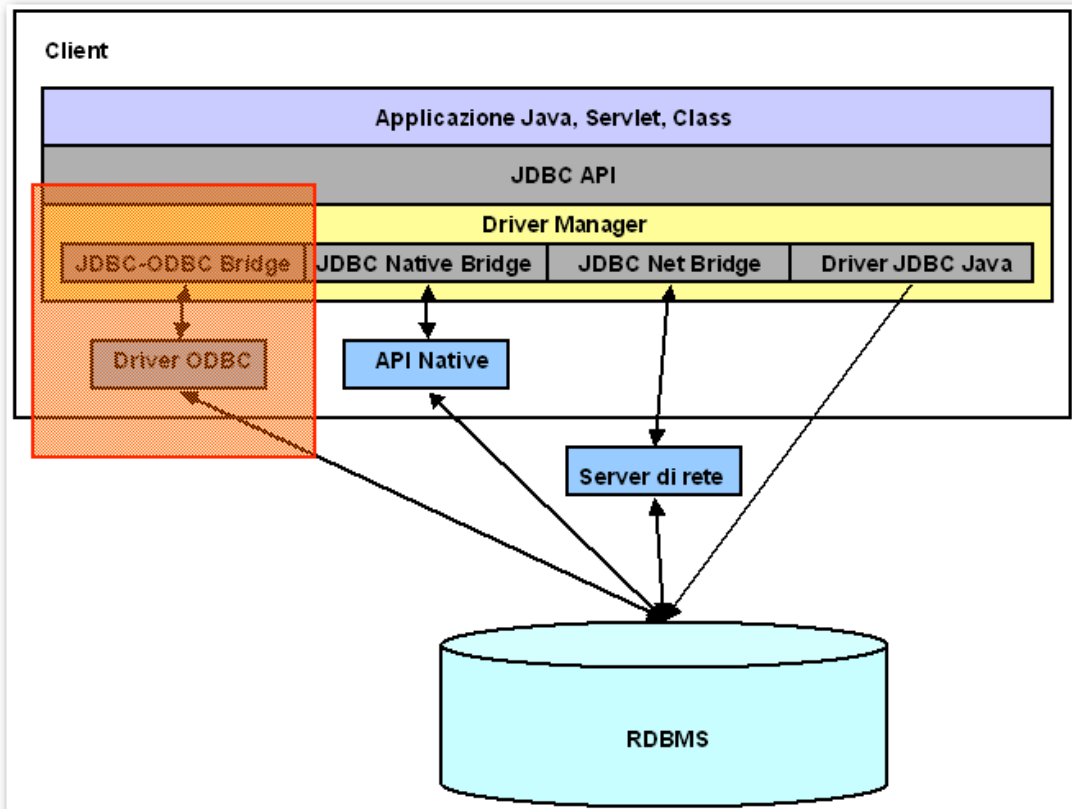 Client
Applicazione Java, Servlet, Class
JDBC API
Driver Manager
JDBC-ODBC Bridge
JDBC Native Bridge
JDBC Net Bridge
Driver JDBC Java
Driver ODBC
API Native
Server di rete
RDBMS